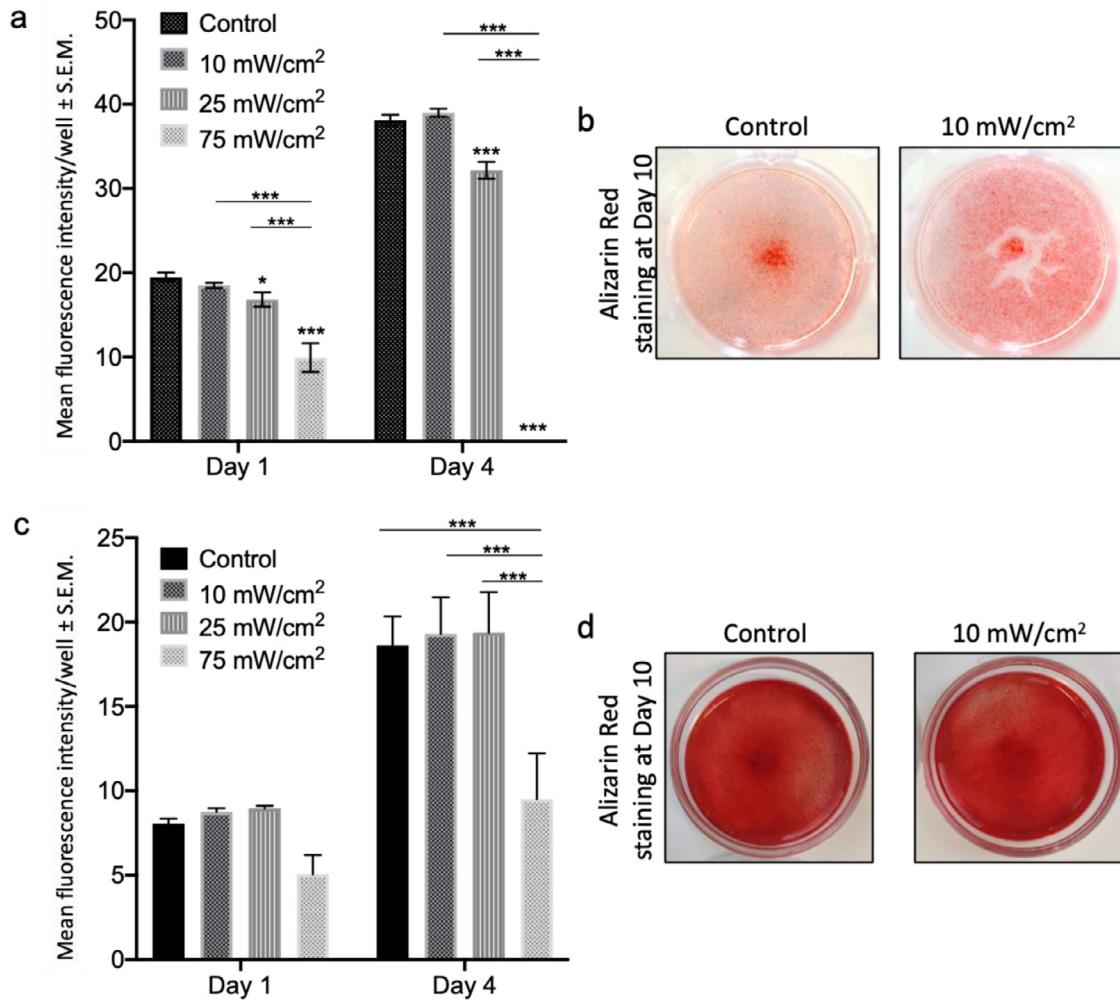 a
Mean fluorescence intensity/well ± S.E.M.
50
40
30
20
10
0
Control
10 mW/cm²
25 mW/cm²
75 mW/cm²
***
***
*
***
***
***
***
***
Day 1
Day 4
b
Control
10 mW/cm²
Alizarin Red
staining at Day 10
c
Mean fluorescence intensity/well ± S.E.M.
25
20
15
10
5
0
Control
10 mW/cm²
25 mW/cm²
75 mW/cm²
***
***
***
Day 1
Day 4
d
Control
10 mW/cm²
Alizarin Red
staining at Day 10